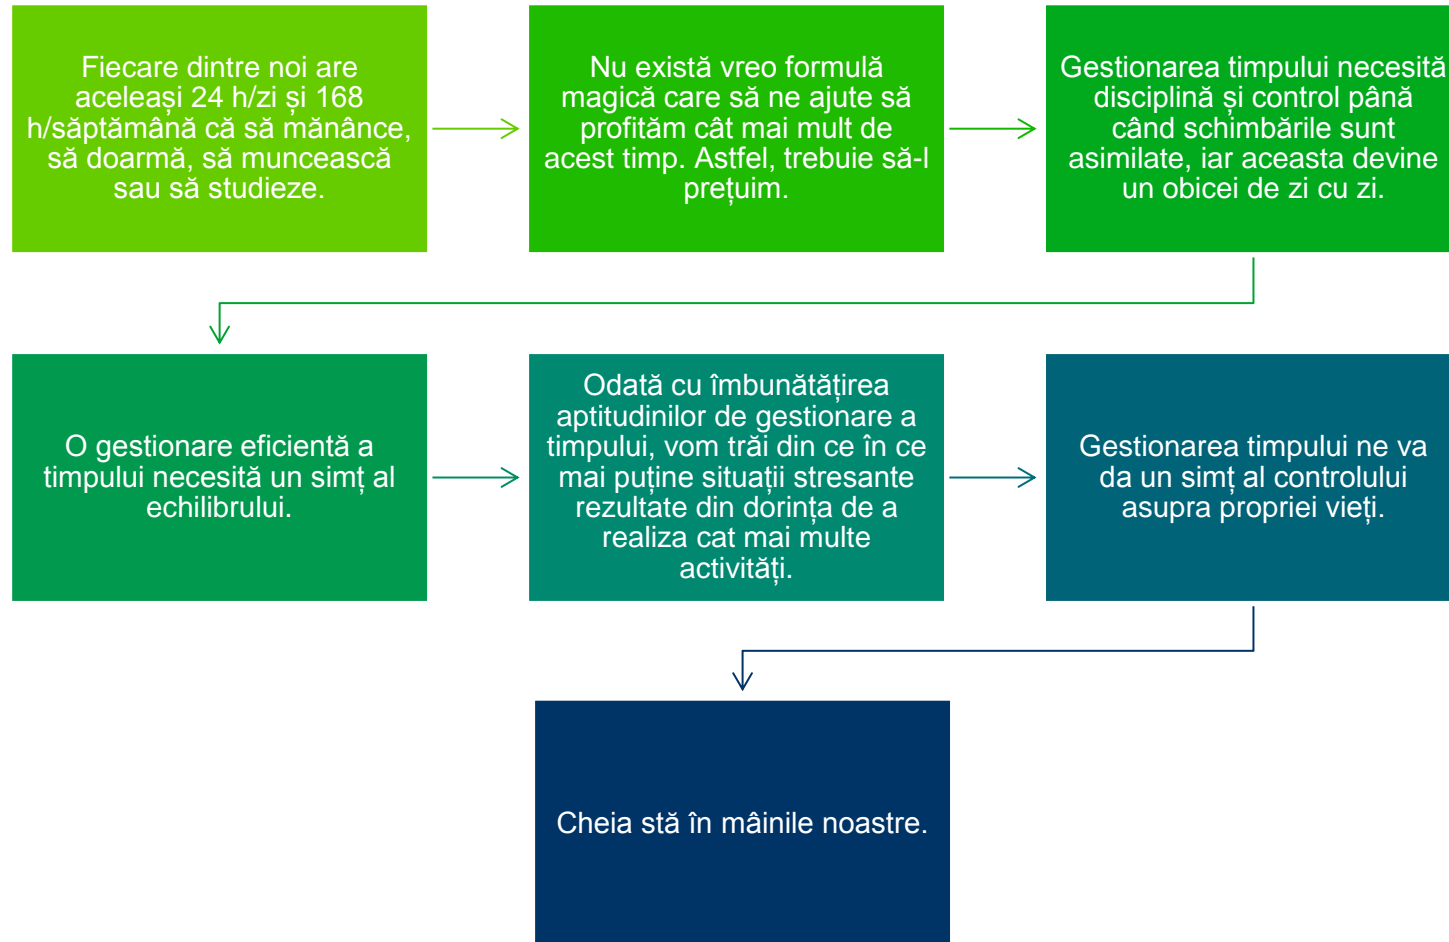 Fiecare dintre noi are
aceleași 24 h/zi și 168
h/săptămână că să mănânce,
să doarmă, să muncească
sau să studieze.
Nu există vreo formulă
magică care să ne ajute să
profităm cât mai mult de
acest timp. Astfel, trebuie să-l
prețuim.
Gestionarea timpului necesită
disciplină și control până
când schimbările sunt
asimilate, iar aceasta devine
un obicei de zi cu zi.
O gestionare eficientă a
timpului necesită un simț al
echilibrului.
Odată cu îmbunătățirea
aptitudinilor de gestionare a
timpului, vom trăi din ce în ce
mai puține situații stresante
rezultate din dorința de a
realiza cat mai multe
activități.
Gestionarea timpului ne va
da un simț al controlului
asupra propriei vieți.
Cheia stă în mâinile noastre.